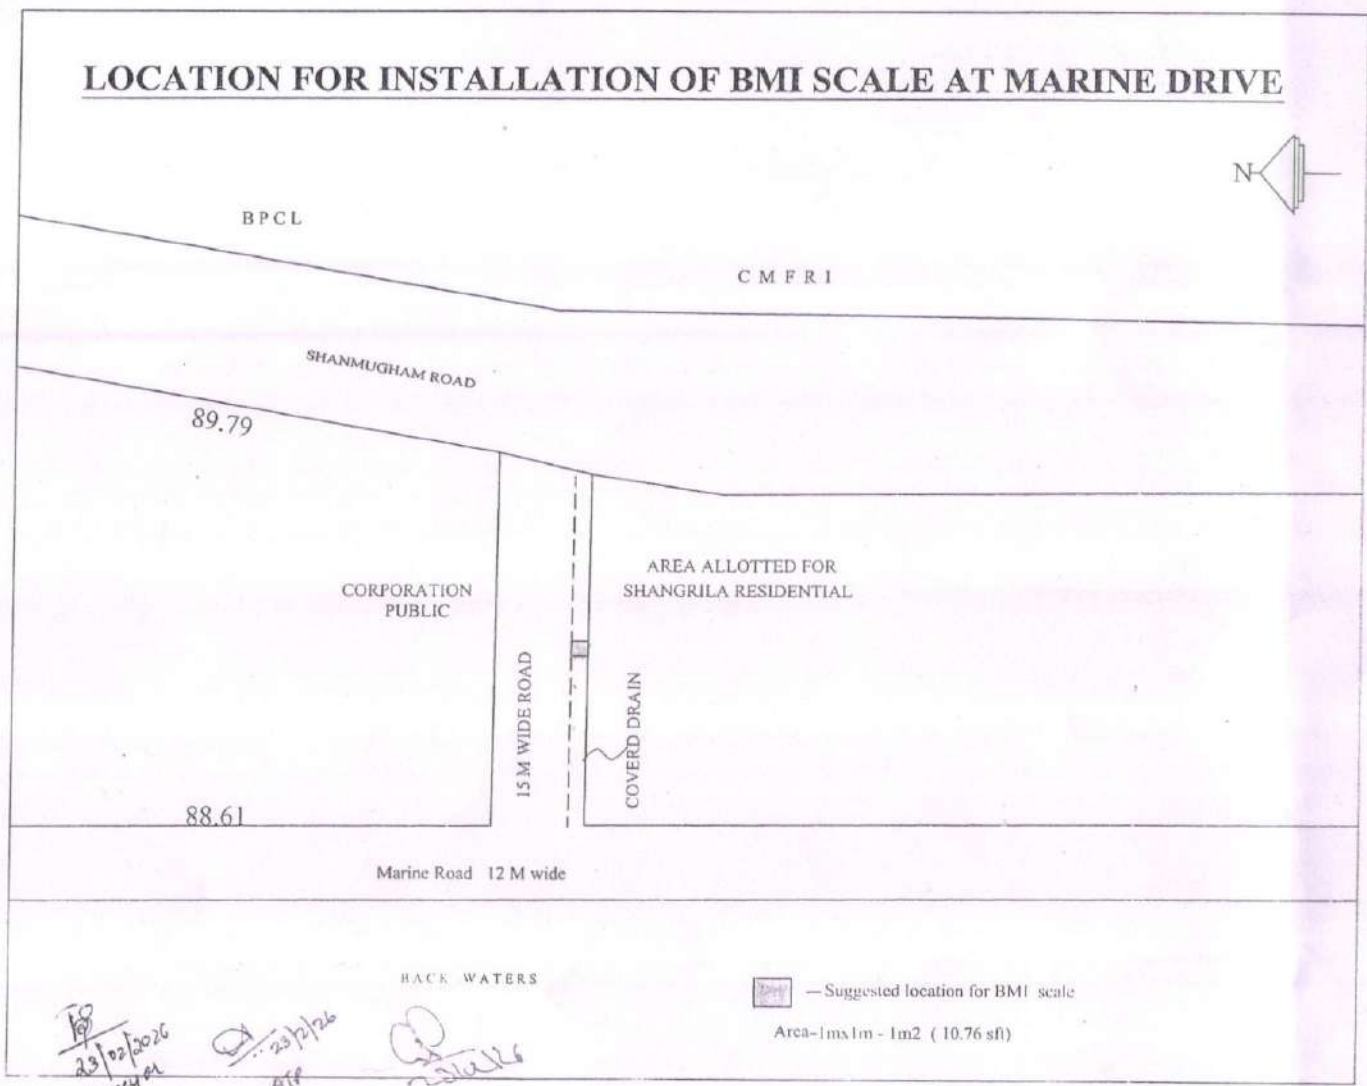 LOCATION FOR INSTALLATION OF BMI SCALE AT MARINE DRIVE
N
BPCL
CMFRI
SHANMUGHAM ROAD
89.79
AREA ALLOTTED FOR
SHANGRILA RESIDENTIAL
CORPORATION
PUBLIC
15 M WIDE ROAD
COVERD DRAIN
88.61
Marine Road 12 M wide
BACK WATERS
— Suggested location for BMI scale
Area-1mx1m - 1m2 ( 10.76 sft)
23/02/2026
23/2/26